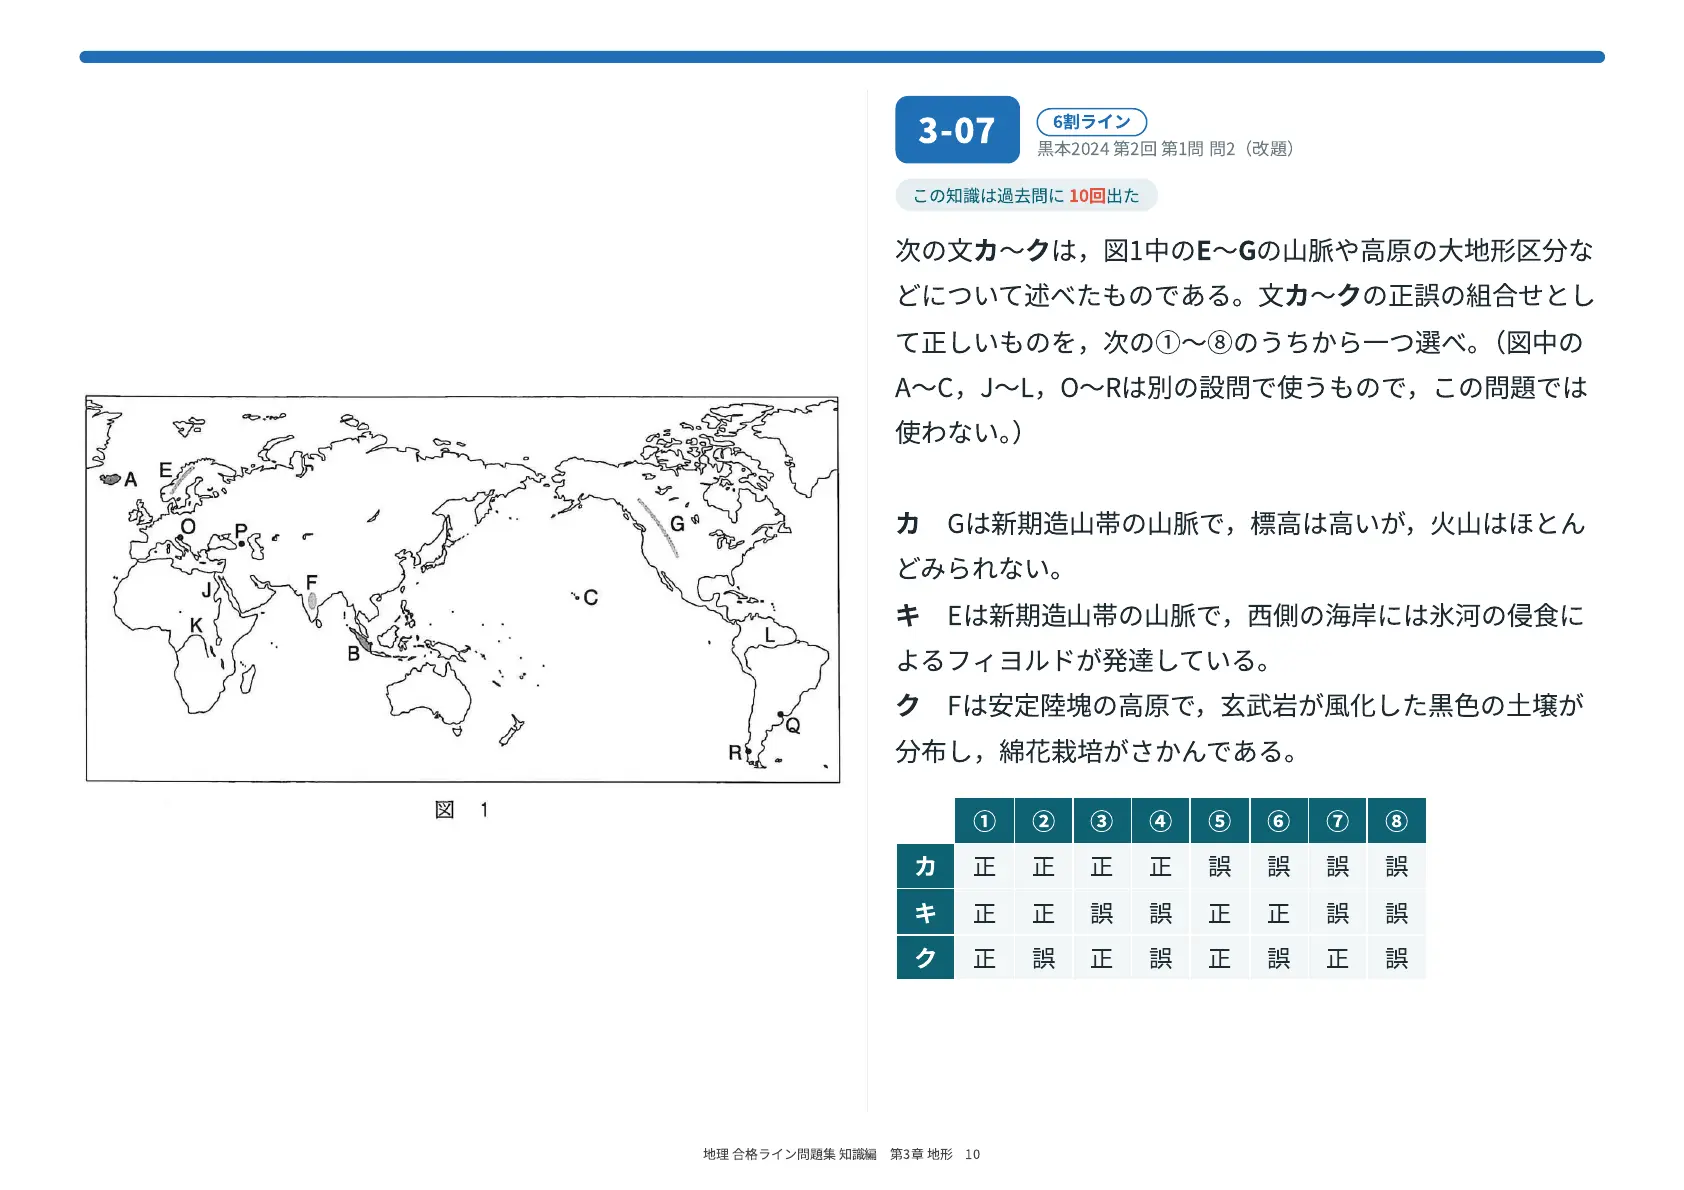 3-07
6割ライン
黒本2024 第2回 第1問 問2（改題）
この知識は過去問に 10回出た
次の文カ～クは，図1中のE～Gの山脈や高原の大地形区分な
どについて述べたものである。文カ～クの正誤の組合せとし
て正しいものを，次の①～⑧のうちから一つ選べ。（図中の
A～C，J～L，O～Rは別の設問で使うもので，この問題では
使わない。）
カ　Gは新期造山帯の山脈で，標高は高いが，火山はほとん
どみられない。
キ　Eは新期造山帯の山脈で，西側の海岸には氷河の侵食に
よるフィヨルドが発達している。
ク　Fは安定陸塊の高原で，玄武岩が風化した黒色の土壌が
分布し，綿花栽培がさかんである。
① ② ③ ④ ⑤ ⑥ ⑦ ⑧
カ 正 正 正 正 誤 誤 誤 誤
キ 正 正 誤 誤 正 正 誤 誤
ク 正 誤 正 誤 正 誤 正 誤
E
A
O
P
G
J
F
C
K
B
L
Q
R
図 1
地理 合格ライン問題集 知識編　第3章 地形　10